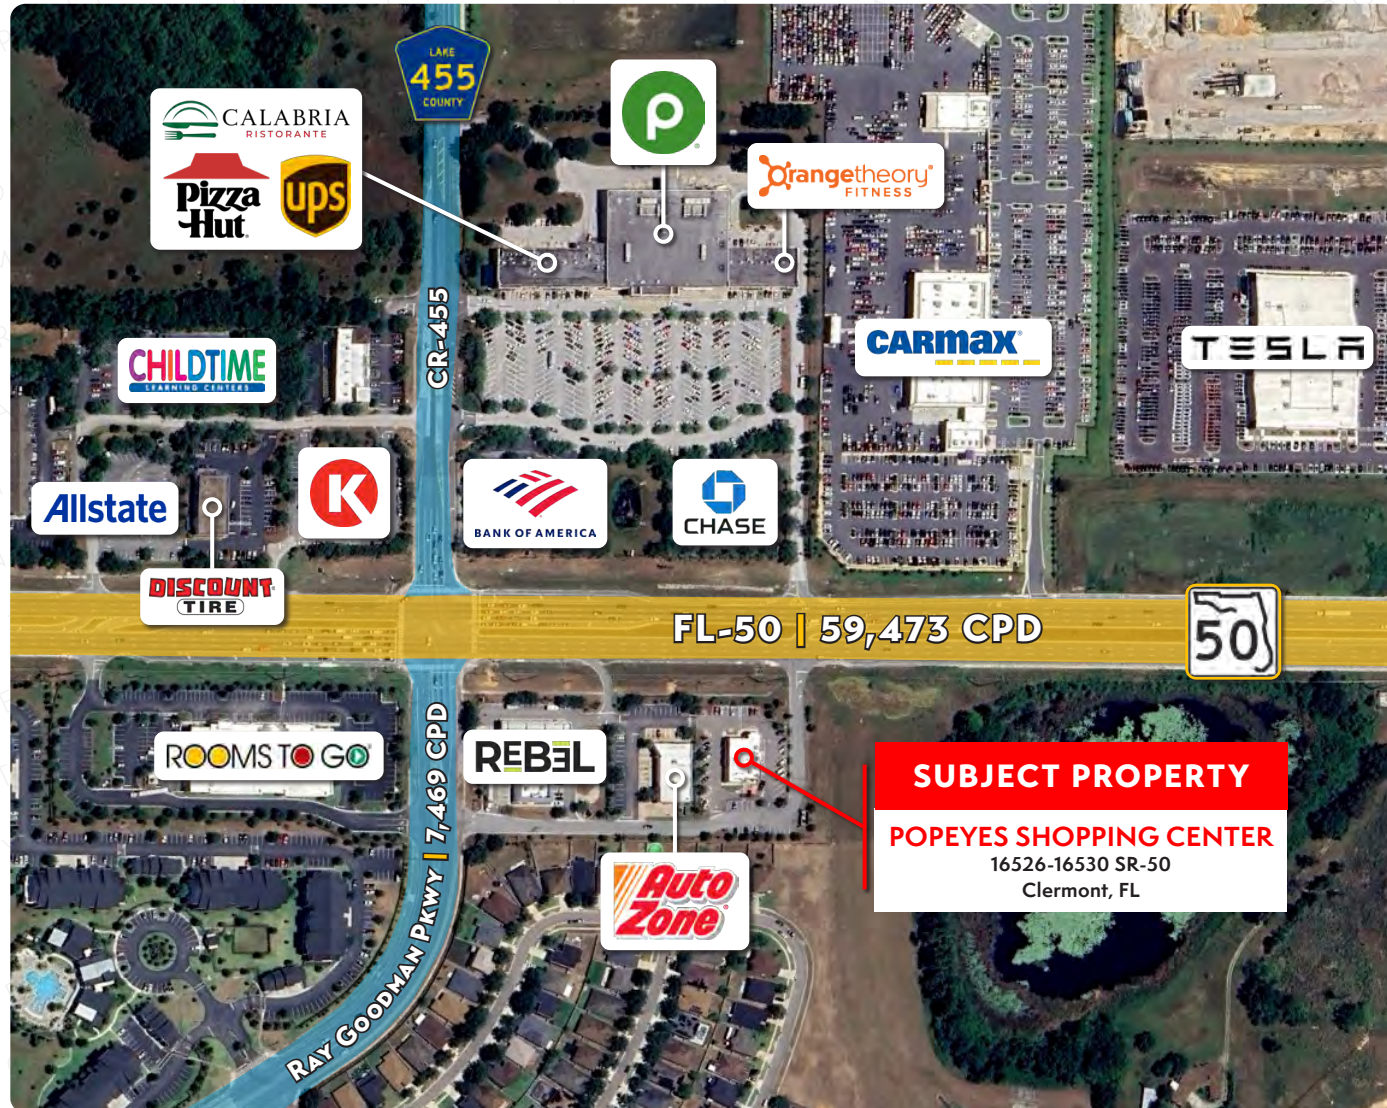 LAKE
455
COUNTY
CALABRIA
RISTORANTE
Pizza
Hut
ups
p
Orangetheory®
FITNESS
CR-455
CHILDTIME
LEARNING CENTERS
CARMAX
TESLA
Allstate
K
BANK OF AMERICA
CHASE
DISCOUNT
TIRE
FL-50 | 59,473 CPD
50
ROOMS TO GO
REBEL
RAY GOODMAN PKWY | 7,469 CPD
Auto
Zone
SUBJECT PROPERTY
POPEYES SHOPPING CENTER
16526-16530 SR-50
Clermont, FL